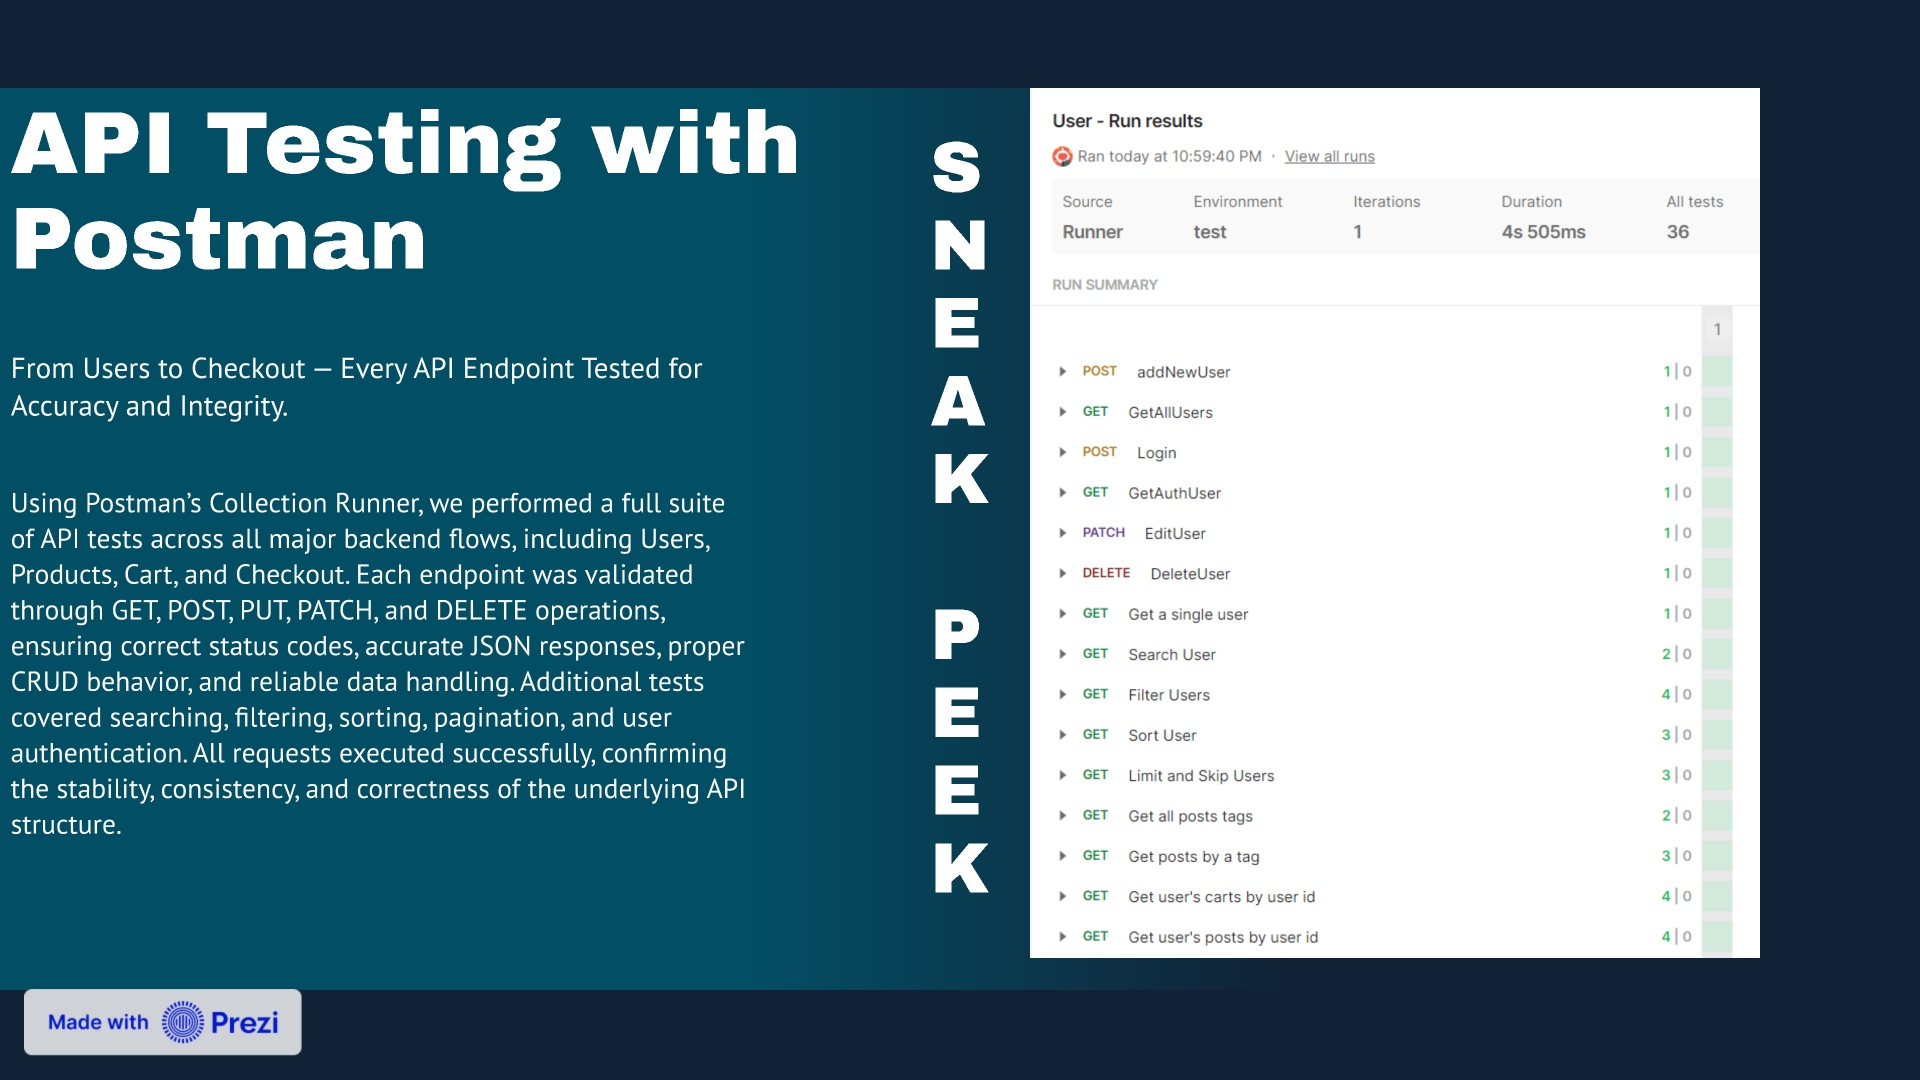 API Testing with
Postman
From Users to Checkout — Every API Endpoint Tested for
Accuracy and Integrity.
Using Postman’s Collection Runner, we performed a full suite
of API tests across all major backend flows, including Users,
Products, Cart, and Checkout. Each endpoint was validated
through GET, POST, PUT, PATCH, and DELETE operations,
ensuring correct status codes, accurate JSON responses, proper
CRUD behavior, and reliable data handling. Additional tests
covered searching, filtering, sorting, pagination, and user
authentication. All requests executed successfully, confirming
the stability, consistency, and correctness of the underlying API
structure.
S
N
E
A
K
P
E
E
K
User - Run results
Ran today at 10:59:40 PM · View all runs
Source Environment Iterations Duration All tests
Runner test 1 4s 505ms 36
RUN SUMMARY
1
POST addNewUser 1 | 0
GET GetAllUsers 1 | 0
POST Login 1 | 0
GET GetAuthUser 1 | 0
PATCH EditUser 1 | 0
DELETE DeleteUser 1 | 0
GET Get a single user 1 | 0
GET Search User 2 | 0
GET Filter Users 4 | 0
GET Sort User 3 | 0
GET Limit and Skip Users 3 | 0
GET Get all posts tags 2 | 0
GET Get posts by a tag 3 | 0
GET Get user's carts by user id 4 | 0
GET Get user's posts by user id 4 | 0
Made with Prezi